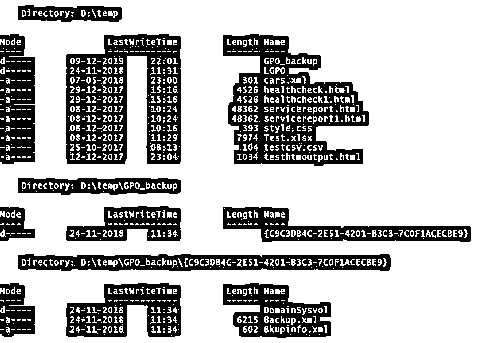 Directory: D:\temp
Mode LastWriteTime Length Name
d----- 09-12-2019 22:01 GPO_backup
d----- 24-11-2018 11:31 LGPO
-a---- 07-05-2018 23:00 301 cars.xml
-a---- 29-12-2017 15:16 4526 healthcheck.html
-a---- 29-12-2017 15:18 4526 healthcheck1.html
-a---- 08-12-2017 10:24 48362 servicereport.html
-a---- 08-12-2017 10:24 48362 servicereport1.html
-a---- 08-12-2017 10:16 393 style.css
-a---- 08-12-2017 11:29 7974 Test.xlsx
-a---- 25-10-2017 08:13 104 testcsv.csv
-a---- 12-12-2017 23:04 1034 testhtmoutput.html
Directory: D:\temp\GPO_backup
Mode LastWriteTime Length Name
d----- 24-11-2018 11:34 {C9C3DB4C-2E51-4201-B3C3-7C0F1ACECBE9}
Directory: D:\temp\GPO_backup\{C9C3DB4C-2E51-4201-B3C3-7C0F1ACECBE9}
Mode LastWriteTime Length Name
d----- 24-11-2018 11:34 DomainSysvol
-a---- 24-11-2018 11:34 6215 Backup.xml
-a---- 24-11-2018 11:34 602 bkupinfo.xml